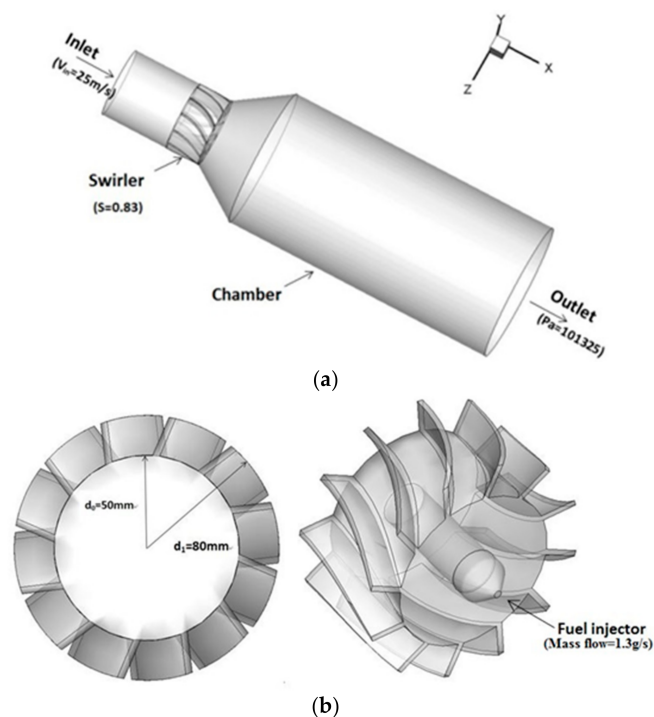 Inlet
(Vin=25m/s)
Y
X
Z
Swirler
(S=0.83)
Chamber
Outlet
(Pa=101325)
(a)
d0=50mm
d1=80mm
Fuel injector
(Mass flow=1.3g/s)
(b)